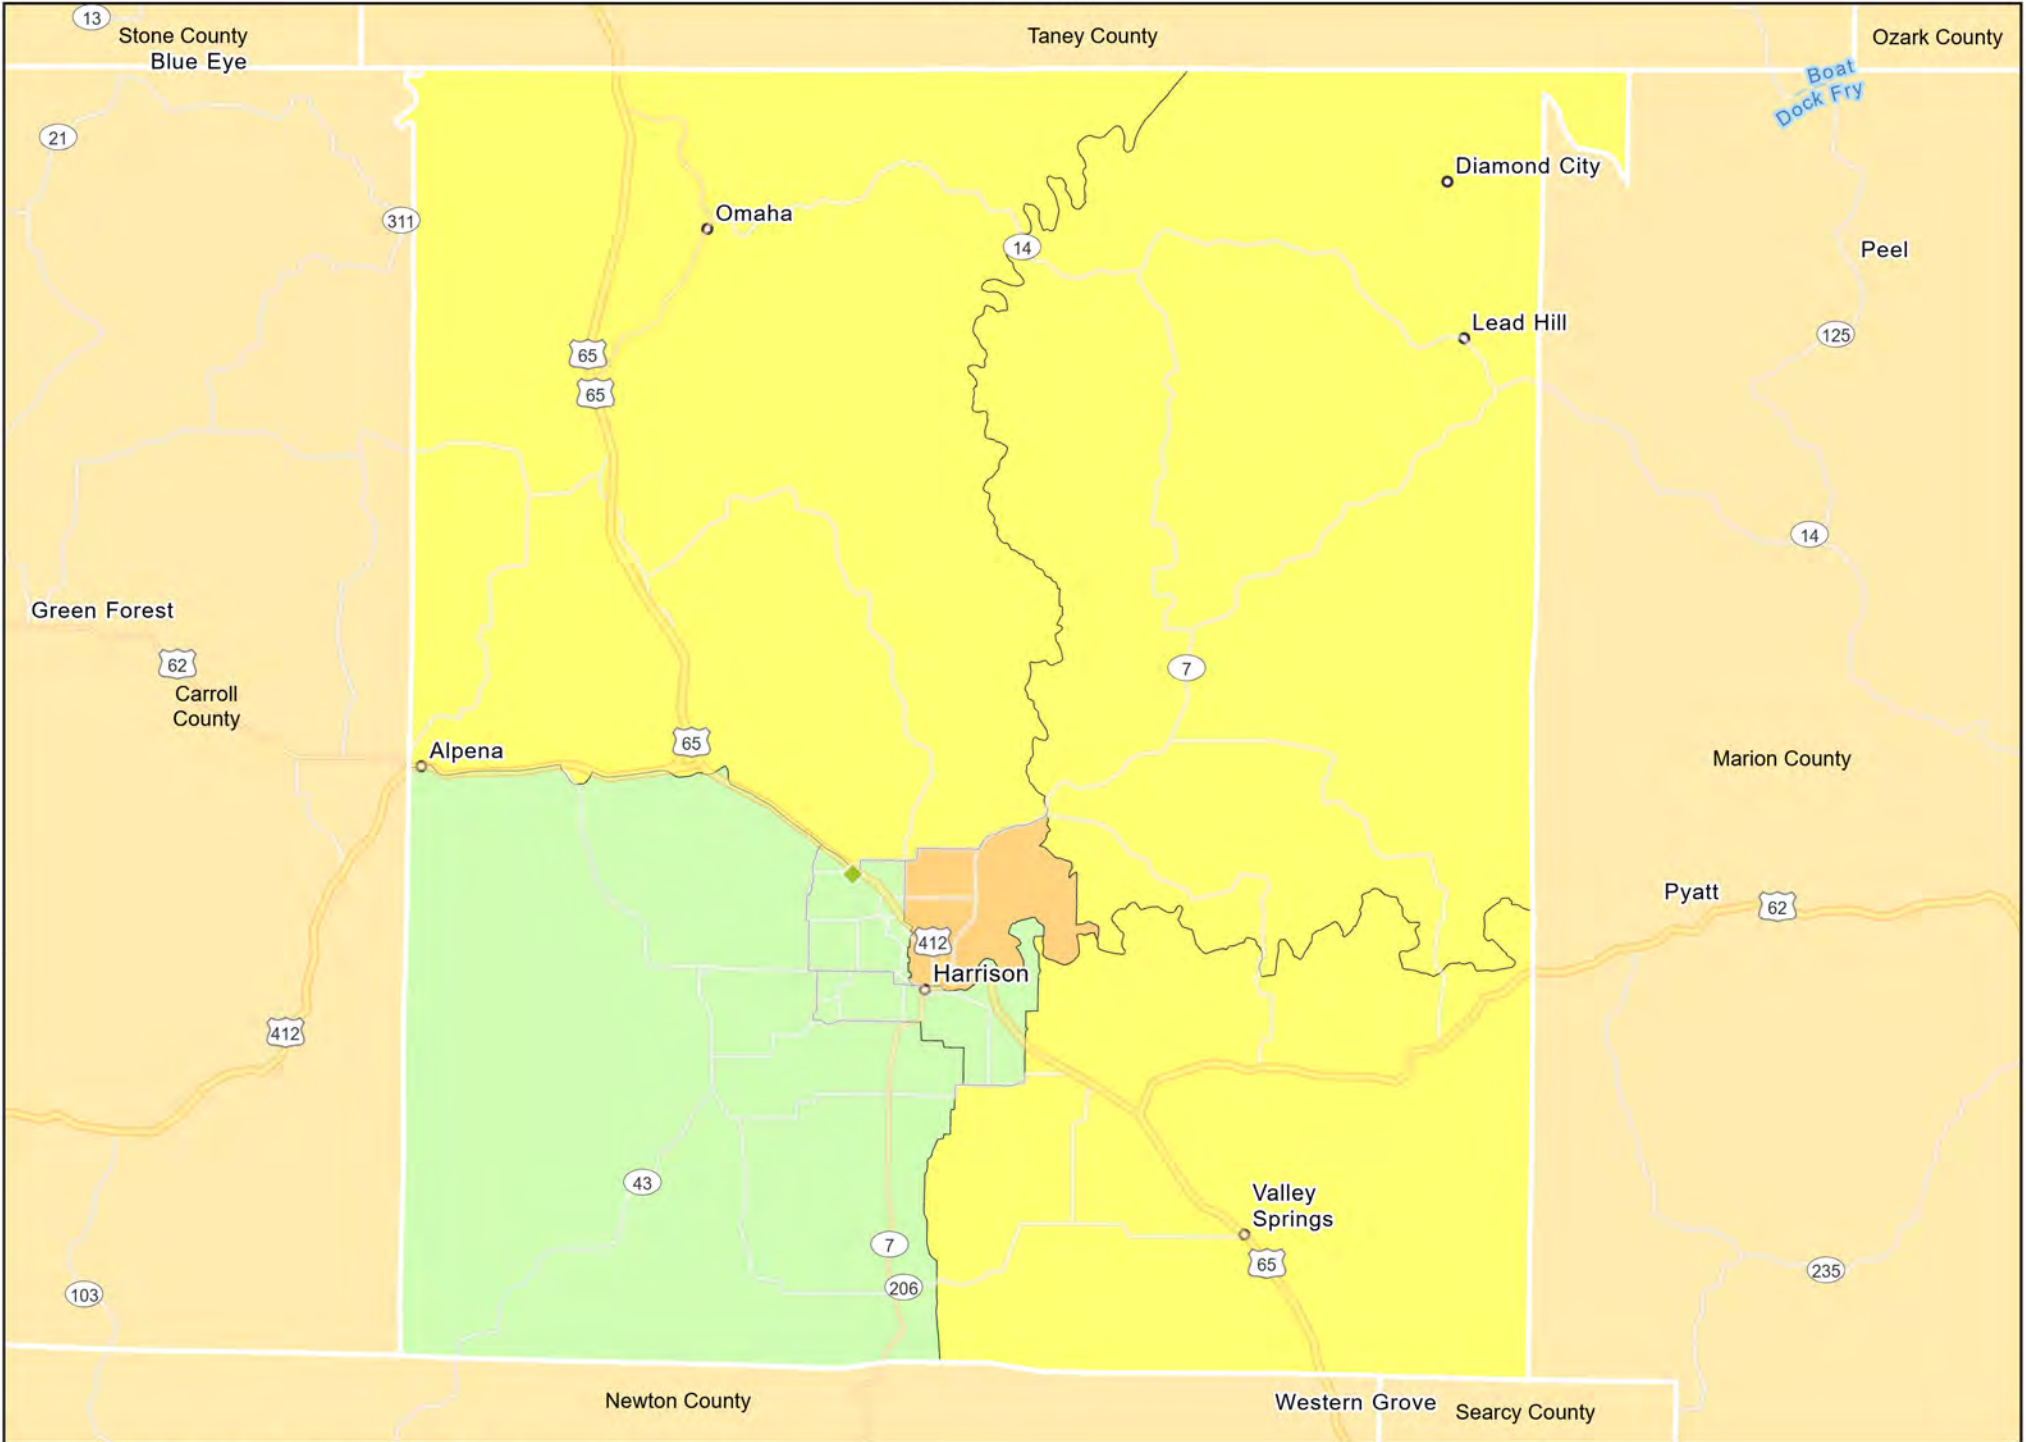 13
Stone County
Taney County
Ozark County
Blue Eye
Boat
Dock Fry
21
Diamond City
311
Omaha
14
Peel
Lead Hill
125
65
65
14
Green Forest
62
7
Carroll
County
65
Alpena
Marion County
Pyatt
62
412
Harrison
412
43
Valley
Springs
7
65
206
235
103
Newton County
Western Grove
Searcy County